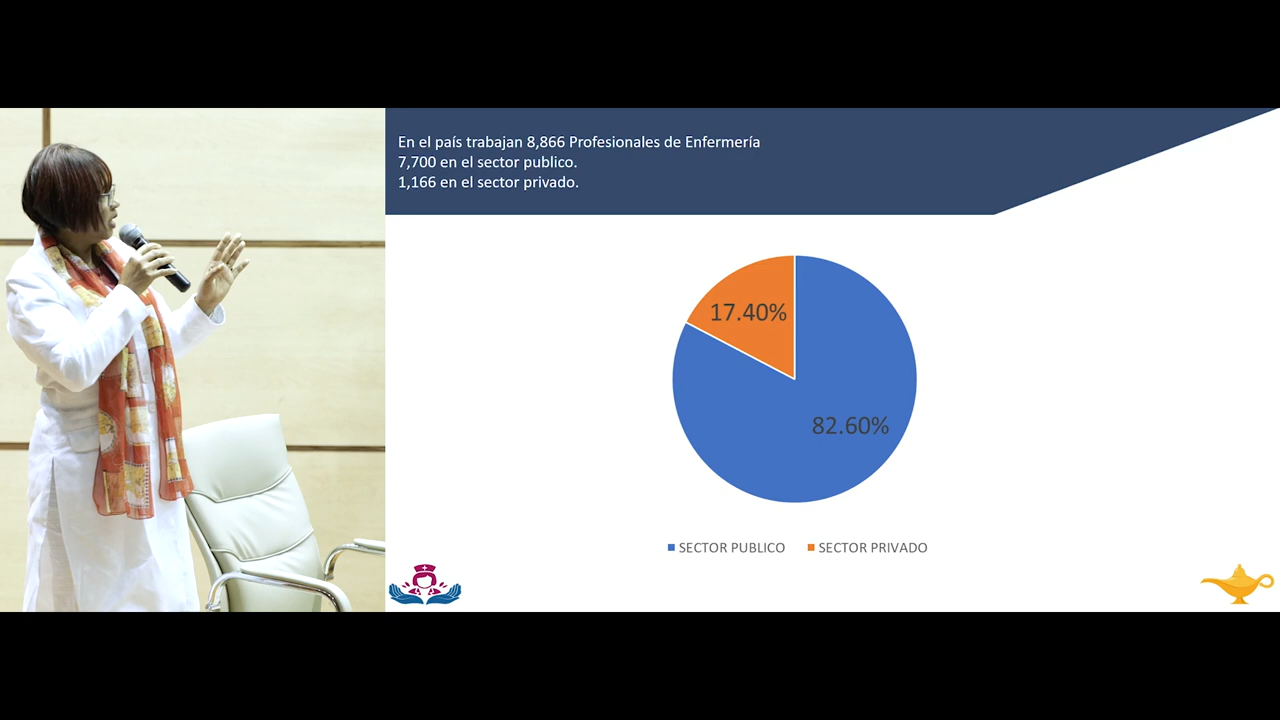 En el país trabajan 8,866 Profesionales de Enfermería
7,700 en el sector publico.
1,166 en el sector privado.
17.40%
82.60%
SECTOR PUBLICO SECTOR PRIVADO